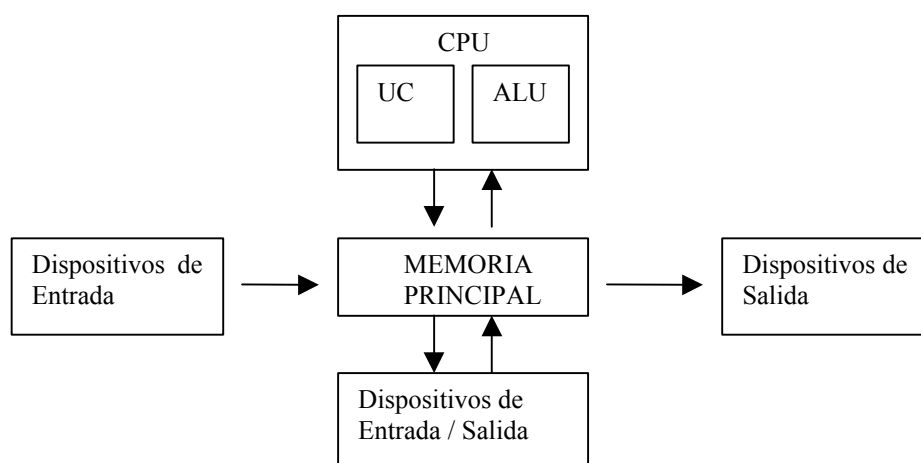 CPU
UC
ALU
Dispositivos de
Entrada
MEMORIA
PRINCIPAL
Dispositivos de
Salida
Dispositivos de
Entrada / Salida